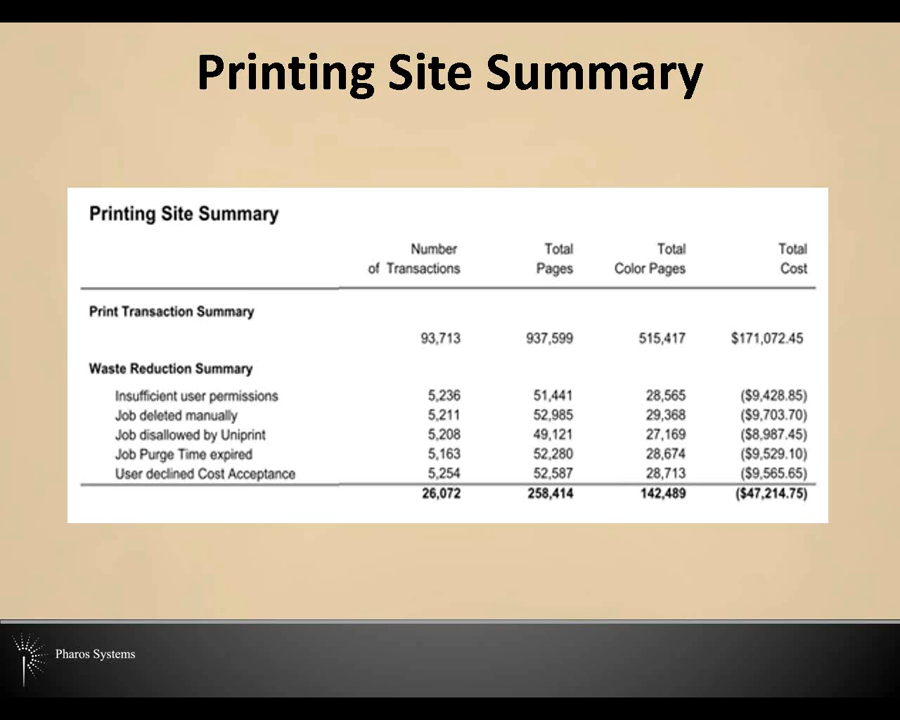 Printing Site Summary
Printing Site Summary
Number of Transactions Total Pages Total Color Pages Total Cost
Print Transaction Summary
93,713 937,599 515,417 $171,072.45
Waste Reduction Summary
Insufficient user permissions 5,236 51,441 28,565 ($9,428.85)
Job deleted manually 5,211 52,985 29,368 ($9,703.70)
Job disallowed by Uniprint 5,208 49,121 27,169 ($8,987.45)
Job Purge Time expired 5,163 52,280 28,674 ($9,529.10)
User declined Cost Acceptance 5,254 52,587 28,713 ($9,565.65)
26,072 258,414 142,489 ($47,214.75)
Pharos Systems